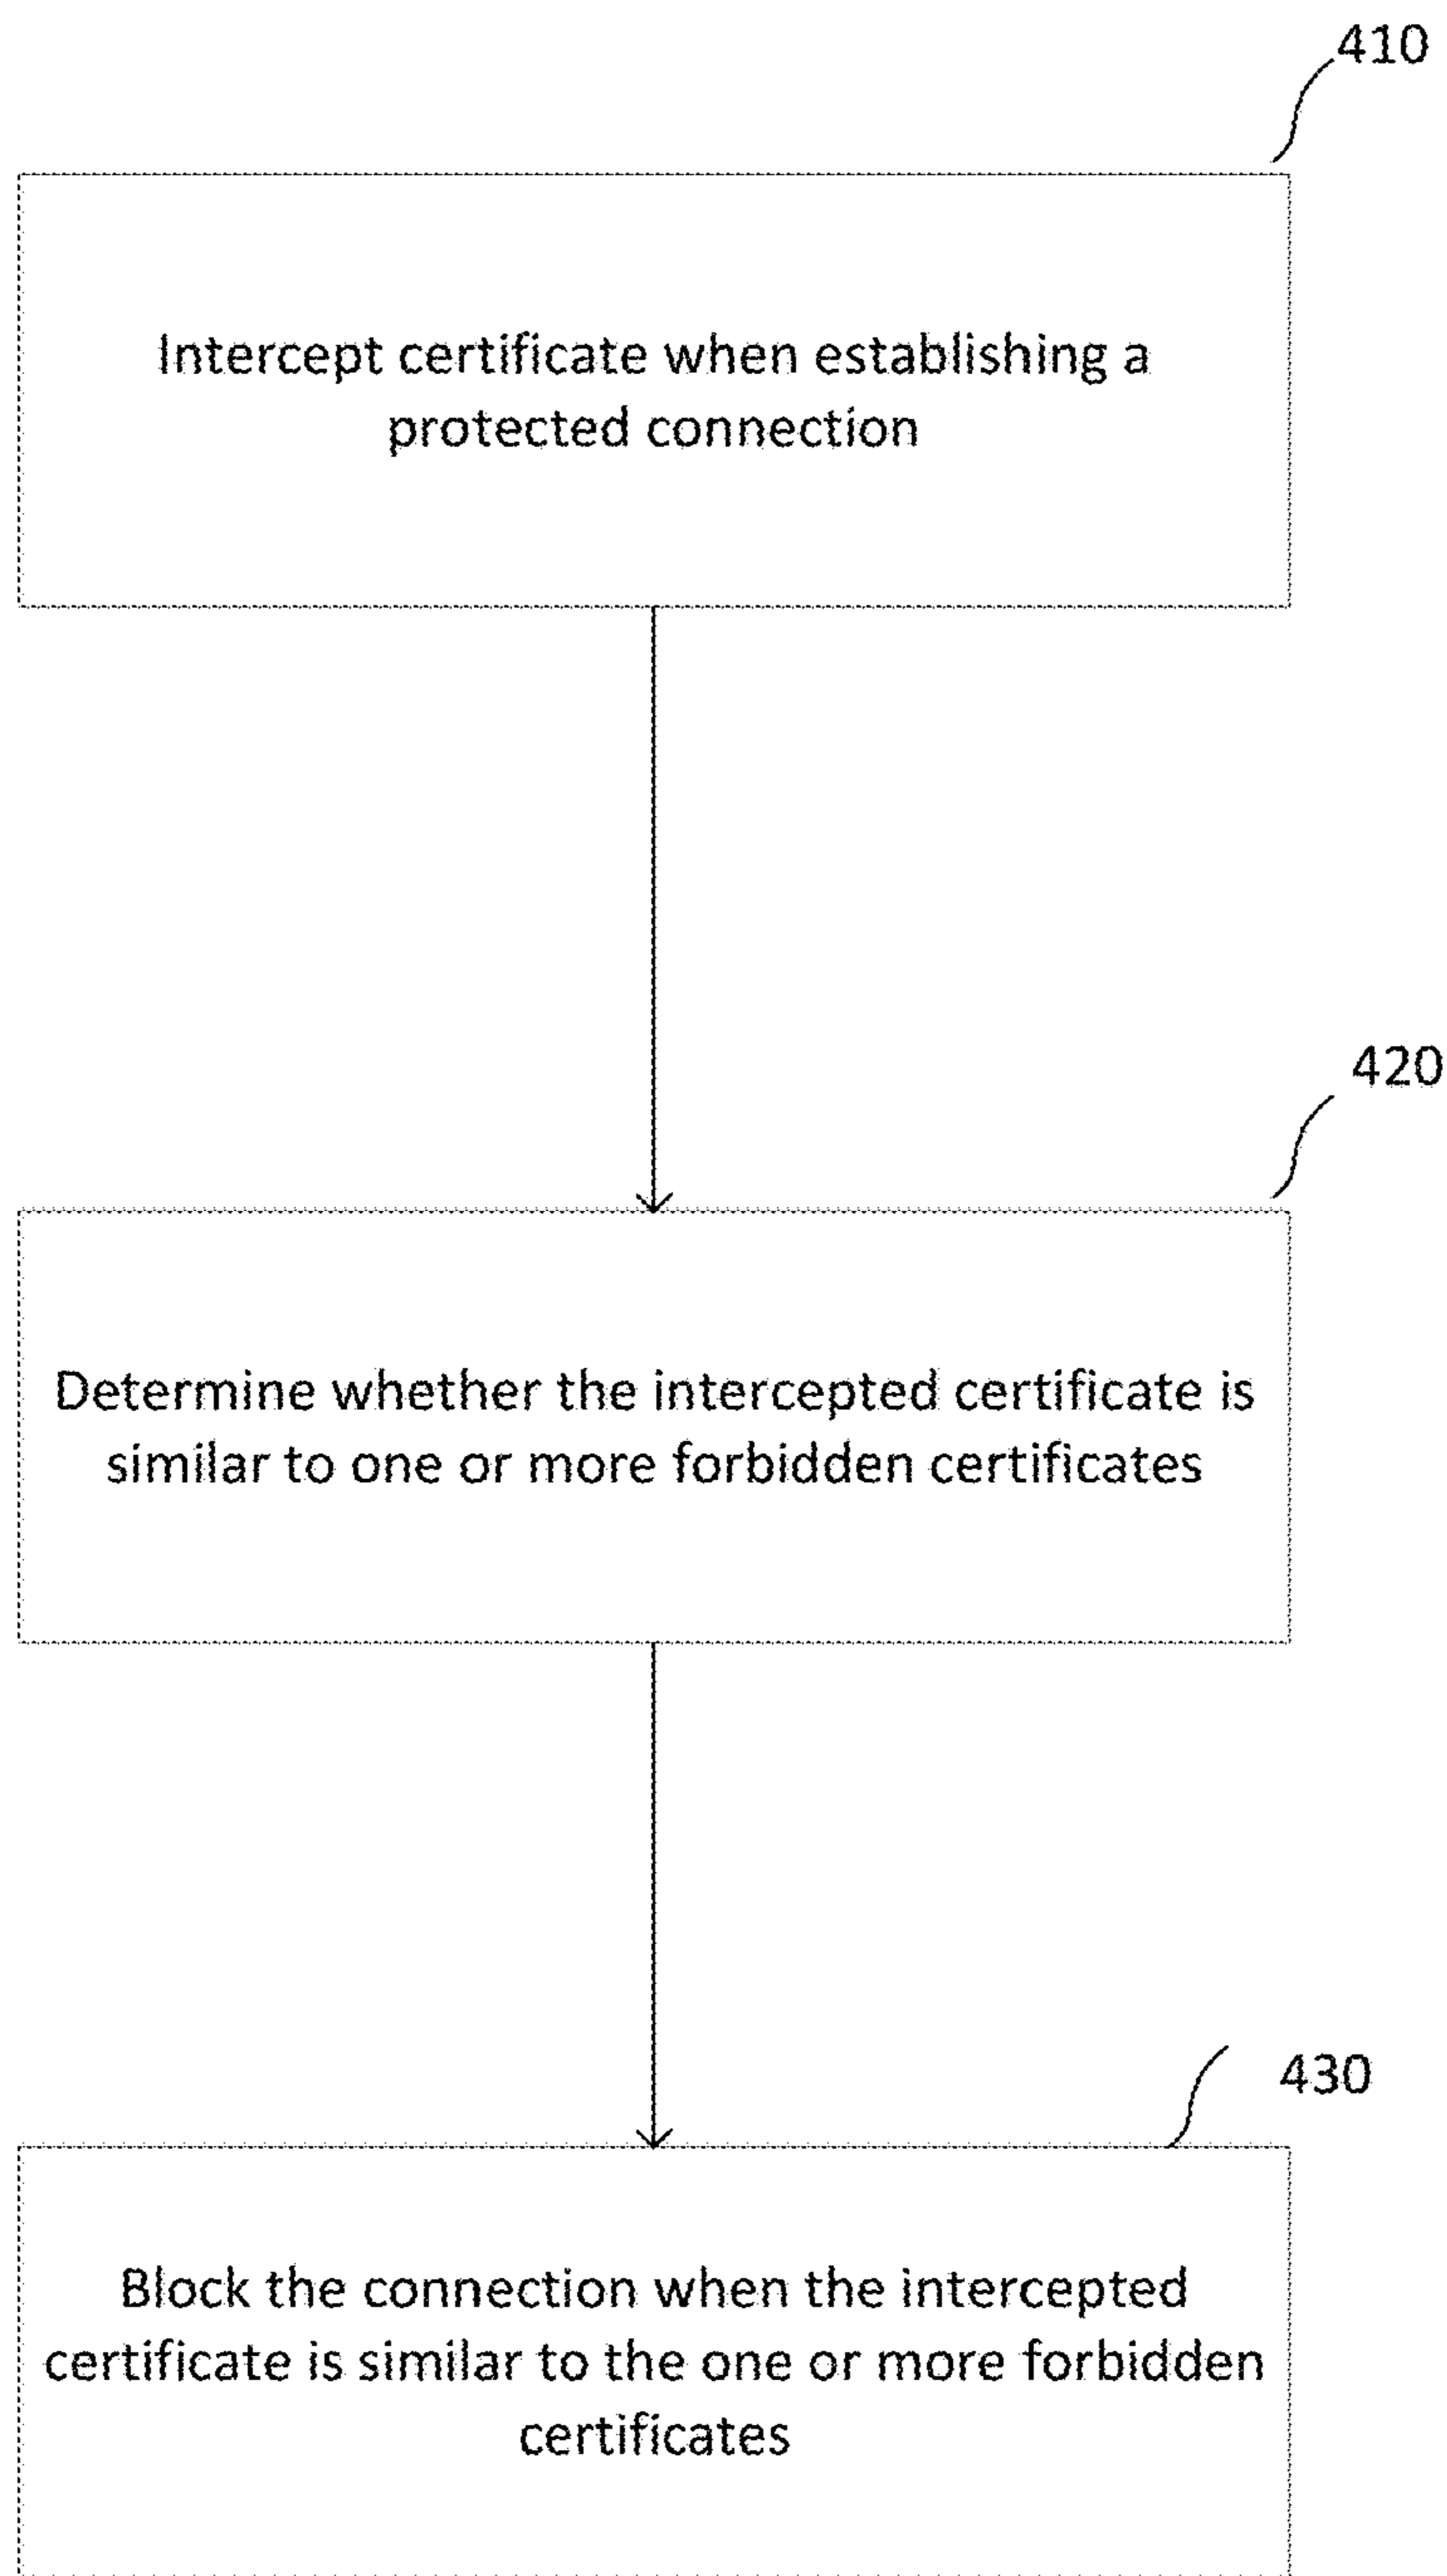 410
Intercept certificate when establishing a
protected connection
420
Determine whether the intercepted certificate is
similar to one or more forbidden certificates
430
Block the connection when the intercepted
certificate is similar to the one or more forbidden
certificates